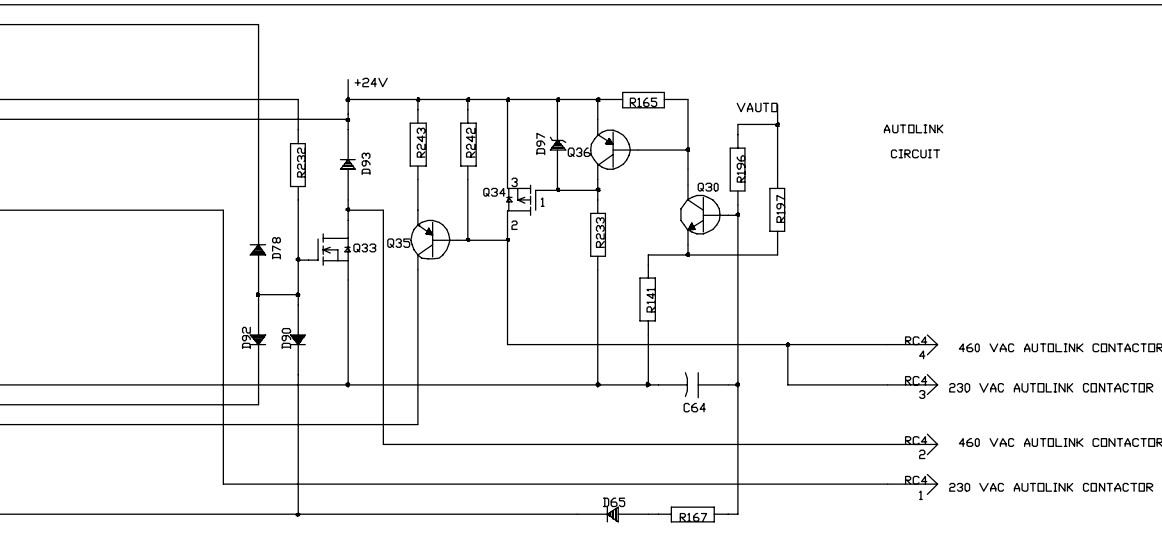 +24V
R165
VAUTO
AUTOLINK
CIRCUIT
R243
R242
D97
Q36
R196
R232
D93
Q34
3
1
2
Q30
R197
R233
D78
Q33
Q35
R141
D92
D90
RC4
4
460 VAC AUTOLINK CONTACTOR
RC4
3
230 VAC AUTOLINK CONTACTOR
C64
RC4
2
460 VAC AUTOLINK CONTACTOR
RC4
1
230 VAC AUTOLINK CONTACTOR
D65
R167